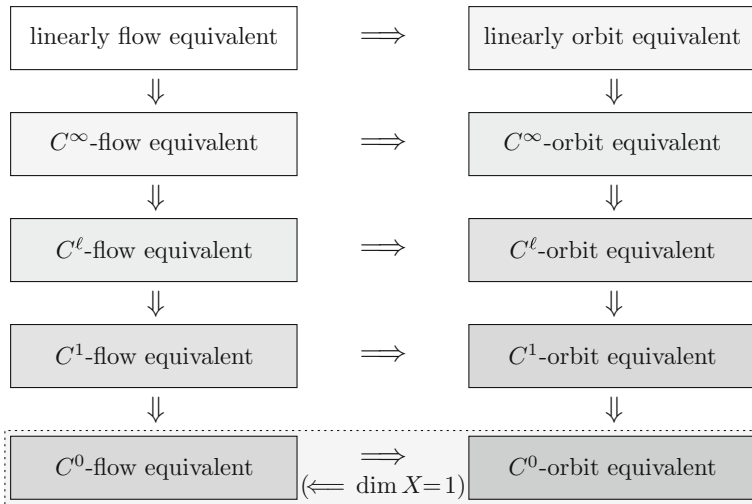 linearly flow equivalent ⟹ linearly orbit equivalent
⇓ ⇓
C^∞-flow equivalent ⟹ C^∞-orbit equivalent
⇓ ⇓
C^ℓ-flow equivalent ⟹ C^ℓ-orbit equivalent
⇓ ⇓
C^1-flow equivalent ⟹ C^1-orbit equivalent
⇓ ⇓
C^0-flow equivalent ⟹ C^0-orbit equivalent
(⟸ dim X=1)